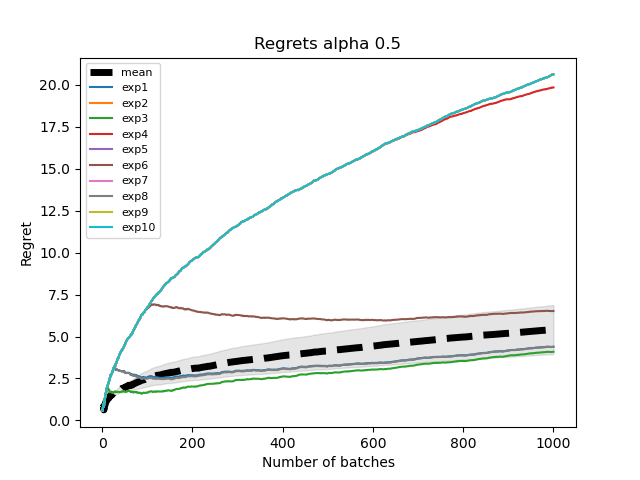 Regrets alpha 0.5
Regret
20.0
17.5
15.0
12.5
10.0
7.5
5.0
2.5
0.0
mean
exp1
exp2
exp3
exp4
exp5
exp6
exp7
exp8
exp9
exp10
0 200 400 600 800 1000
Number of batches